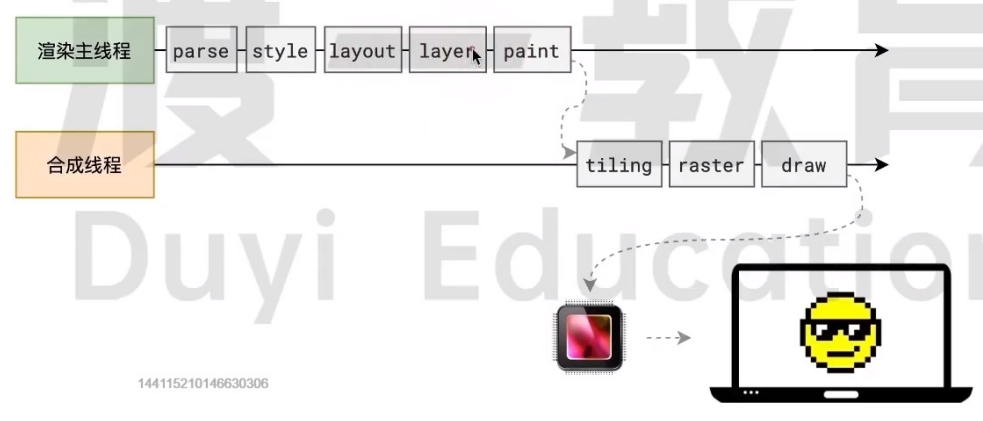 渲染主线程
parse
style
layout
layer
paint
合成线程
tiling
raster
draw
渡一教育
Duyi Education
144115210146630306